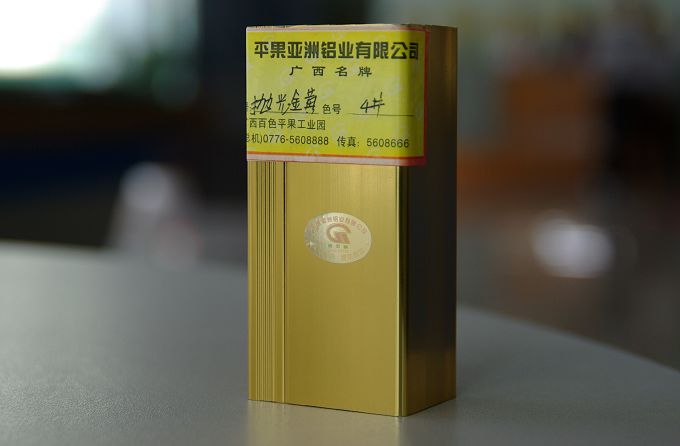 平果亚洲铝业有限公司
广西名牌
抛光金黄 色号 4#
西百色平果工业园
机)0776-5608888 传真: 5608666